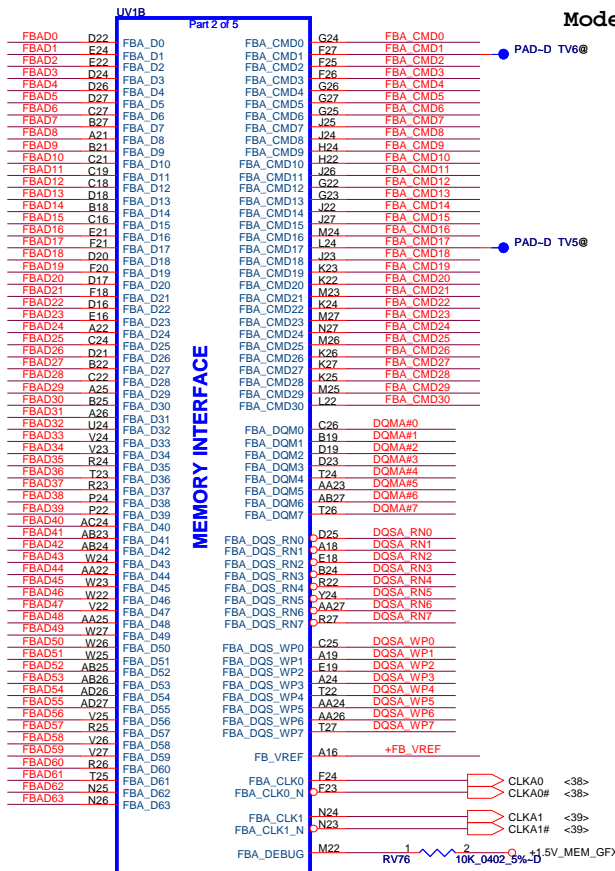 Mode
UV1B
Part 2 of 5
MEMORY INTERFACE
FBAD0 D22 FBA_D0
FBAD1 E24 FBA_D1
FBAD2 E22 FBA_D2
FBAD3 D24 FBA_D3
FBAD4 D26 FBA_D4
FBAD5 D27 FBA_D5
FBAD6 C27 FBA_D6
FBAD7 B27 FBA_D7
FBAD8 A21 FBA_D8
FBAD9 B21 FBA_D9
FBAD10 C21 FBA_D10
FBAD11 C19 FBA_D11
FBAD12 C18 FBA_D12
FBAD13 D18 FBA_D13
FBAD14 B18 FBA_D14
FBAD15 C16 FBA_D15
FBAD16 E21 FBA_D16
FBAD17 F21 FBA_D17
FBAD18 D20 FBA_D18
FBAD19 F20 FBA_D19
FBAD20 D17 FBA_D20
FBAD21 F18 FBA_D21
FBAD22 D16 FBA_D22
FBAD23 E16 FBA_D23
FBAD24 A22 FBA_D24
FBAD25 C24 FBA_D25
FBAD26 D21 FBA_D26
FBAD27 B22 FBA_D27
FBAD28 C22 FBA_D28
FBAD29 A25 FBA_D29
FBAD30 B25 FBA_D30
FBAD31 A26 FBA_D31
FBAD32 U24 FBA_D32
FBAD33 V24 FBA_D33
FBAD34 V23 FBA_D34
FBAD35 R24 FBA_D35
FBAD36 T23 FBA_D36
FBAD37 R23 FBA_D37
FBAD38 P24 FBA_D38
FBAD39 P22 FBA_D39
FBAD40 AC24 FBA_D40
FBAD41 AB23 FBA_D41
FBAD42 AB24 FBA_D42
FBAD43 W24 FBA_D43
FBAD44 AA22 FBA_D44
FBAD45 W23 FBA_D45
FBAD46 W22 FBA_D46
FBAD47 V22 FBA_D47
FBAD48 AA25 FBA_D48
FBAD49 W27 FBA_D49
FBAD50 W26 FBA_D50
FBAD51 W25 FBA_D51
FBAD52 AB25 FBA_D52
FBAD53 AB26 FBA_D53
FBAD54 AD26 FBA_D54
FBAD55 AD27 FBA_D55
FBAD56 V25 FBA_D56
FBAD57 R25 FBA_D57
FBAD58 V26 FBA_D58
FBAD59 V27 FBA_D59
FBAD60 R26 FBA_D60
FBAD61 T25 FBA_D61
FBAD62 N25 FBA_D62
FBAD63 N26 FBA_D63
FBA_CMD0 G24 FBA_CMD0
FBA_CMD1 F27 FBA_CMD1 PAD~D TV6@
FBA_CMD2 F25 FBA_CMD2
FBA_CMD3 F26 FBA_CMD3
FBA_CMD4 G26 FBA_CMD4
FBA_CMD5 G27 FBA_CMD5
FBA_CMD6 G25 FBA_CMD6
FBA_CMD7 J25 FBA_CMD7
FBA_CMD8 J24 FBA_CMD8
FBA_CMD9 H24 FBA_CMD9
FBA_CMD10 H22 FBA_CMD10
FBA_CMD11 J26 FBA_CMD11
FBA_CMD12 G22 FBA_CMD12
FBA_CMD13 G23 FBA_CMD13
FBA_CMD14 J22 FBA_CMD14
FBA_CMD15 J27 FBA_CMD15
FBA_CMD16 M24 FBA_CMD16
FBA_CMD17 L24 FBA_CMD17 PAD~D TV5@
FBA_CMD18 J23 FBA_CMD18
FBA_CMD19 K23 FBA_CMD19
FBA_CMD20 K22 FBA_CMD20
FBA_CMD21 M23 FBA_CMD21
FBA_CMD22 K24 FBA_CMD22
FBA_CMD23 M27 FBA_CMD23
FBA_CMD24 N27 FBA_CMD24
FBA_CMD25 M26 FBA_CMD25
FBA_CMD26 K26 FBA_CMD26
FBA_CMD27 K27 FBA_CMD27
FBA_CMD28 K25 FBA_CMD28
FBA_CMD29 M25 FBA_CMD29
FBA_CMD30 L22 FBA_CMD30
FBA_DQM0 C26 DQMA#0
FBA_DQM1 B19 DQMA#1
FBA_DQM2 D19 DQMA#2
FBA_DQM3 D23 DQMA#3
FBA_DQM4 T24 DQMA#4
FBA_DQM5 AA23 DQMA#5
FBA_DQM6 AB27 DQMA#6
FBA_DQM7 T26 DQMA#7
FBA_DQS_RN0 D25 DQSA_RN0
FBA_DQS_RN1 A18 DQSA_RN1
FBA_DQS_RN2 E18 DQSA_RN2
FBA_DQS_RN3 B24 DQSA_RN3
FBA_DQS_RN4 R22 DQSA_RN4
FBA_DQS_RN5 Y24 DQSA_RN5
FBA_DQS_RN6 AA27 DQSA_RN6
FBA_DQS_RN7 R27 DQSA_RN7
FBA_DQS_WP0 C25 DQSA_WP0
FBA_DQS_WP1 A19 DQSA_WP1
FBA_DQS_WP2 E19 DQSA_WP2
FBA_DQS_WP3 A24 DQSA_WP3
FBA_DQS_WP4 T22 DQSA_WP4
FBA_DQS_WP5 AA24 DQSA_WP5
FBA_DQS_WP6 AA26 DQSA_WP6
FBA_DQS_WP7 T27 DQSA_WP7
FB_VREF A16 +FB_VREF
FBA_CLK0 F24 CLKA0 <38>
FBA_CLK0_N F23 CLKA0# <38>
FBA_CLK1 N24 CLKA1 <39>
FBA_CLK1_N N23 CLKA1# <39>
FBA_DEBUG M22 1 2 +1.5V_MEM_GFX
RV76 10K_0402_5%~D